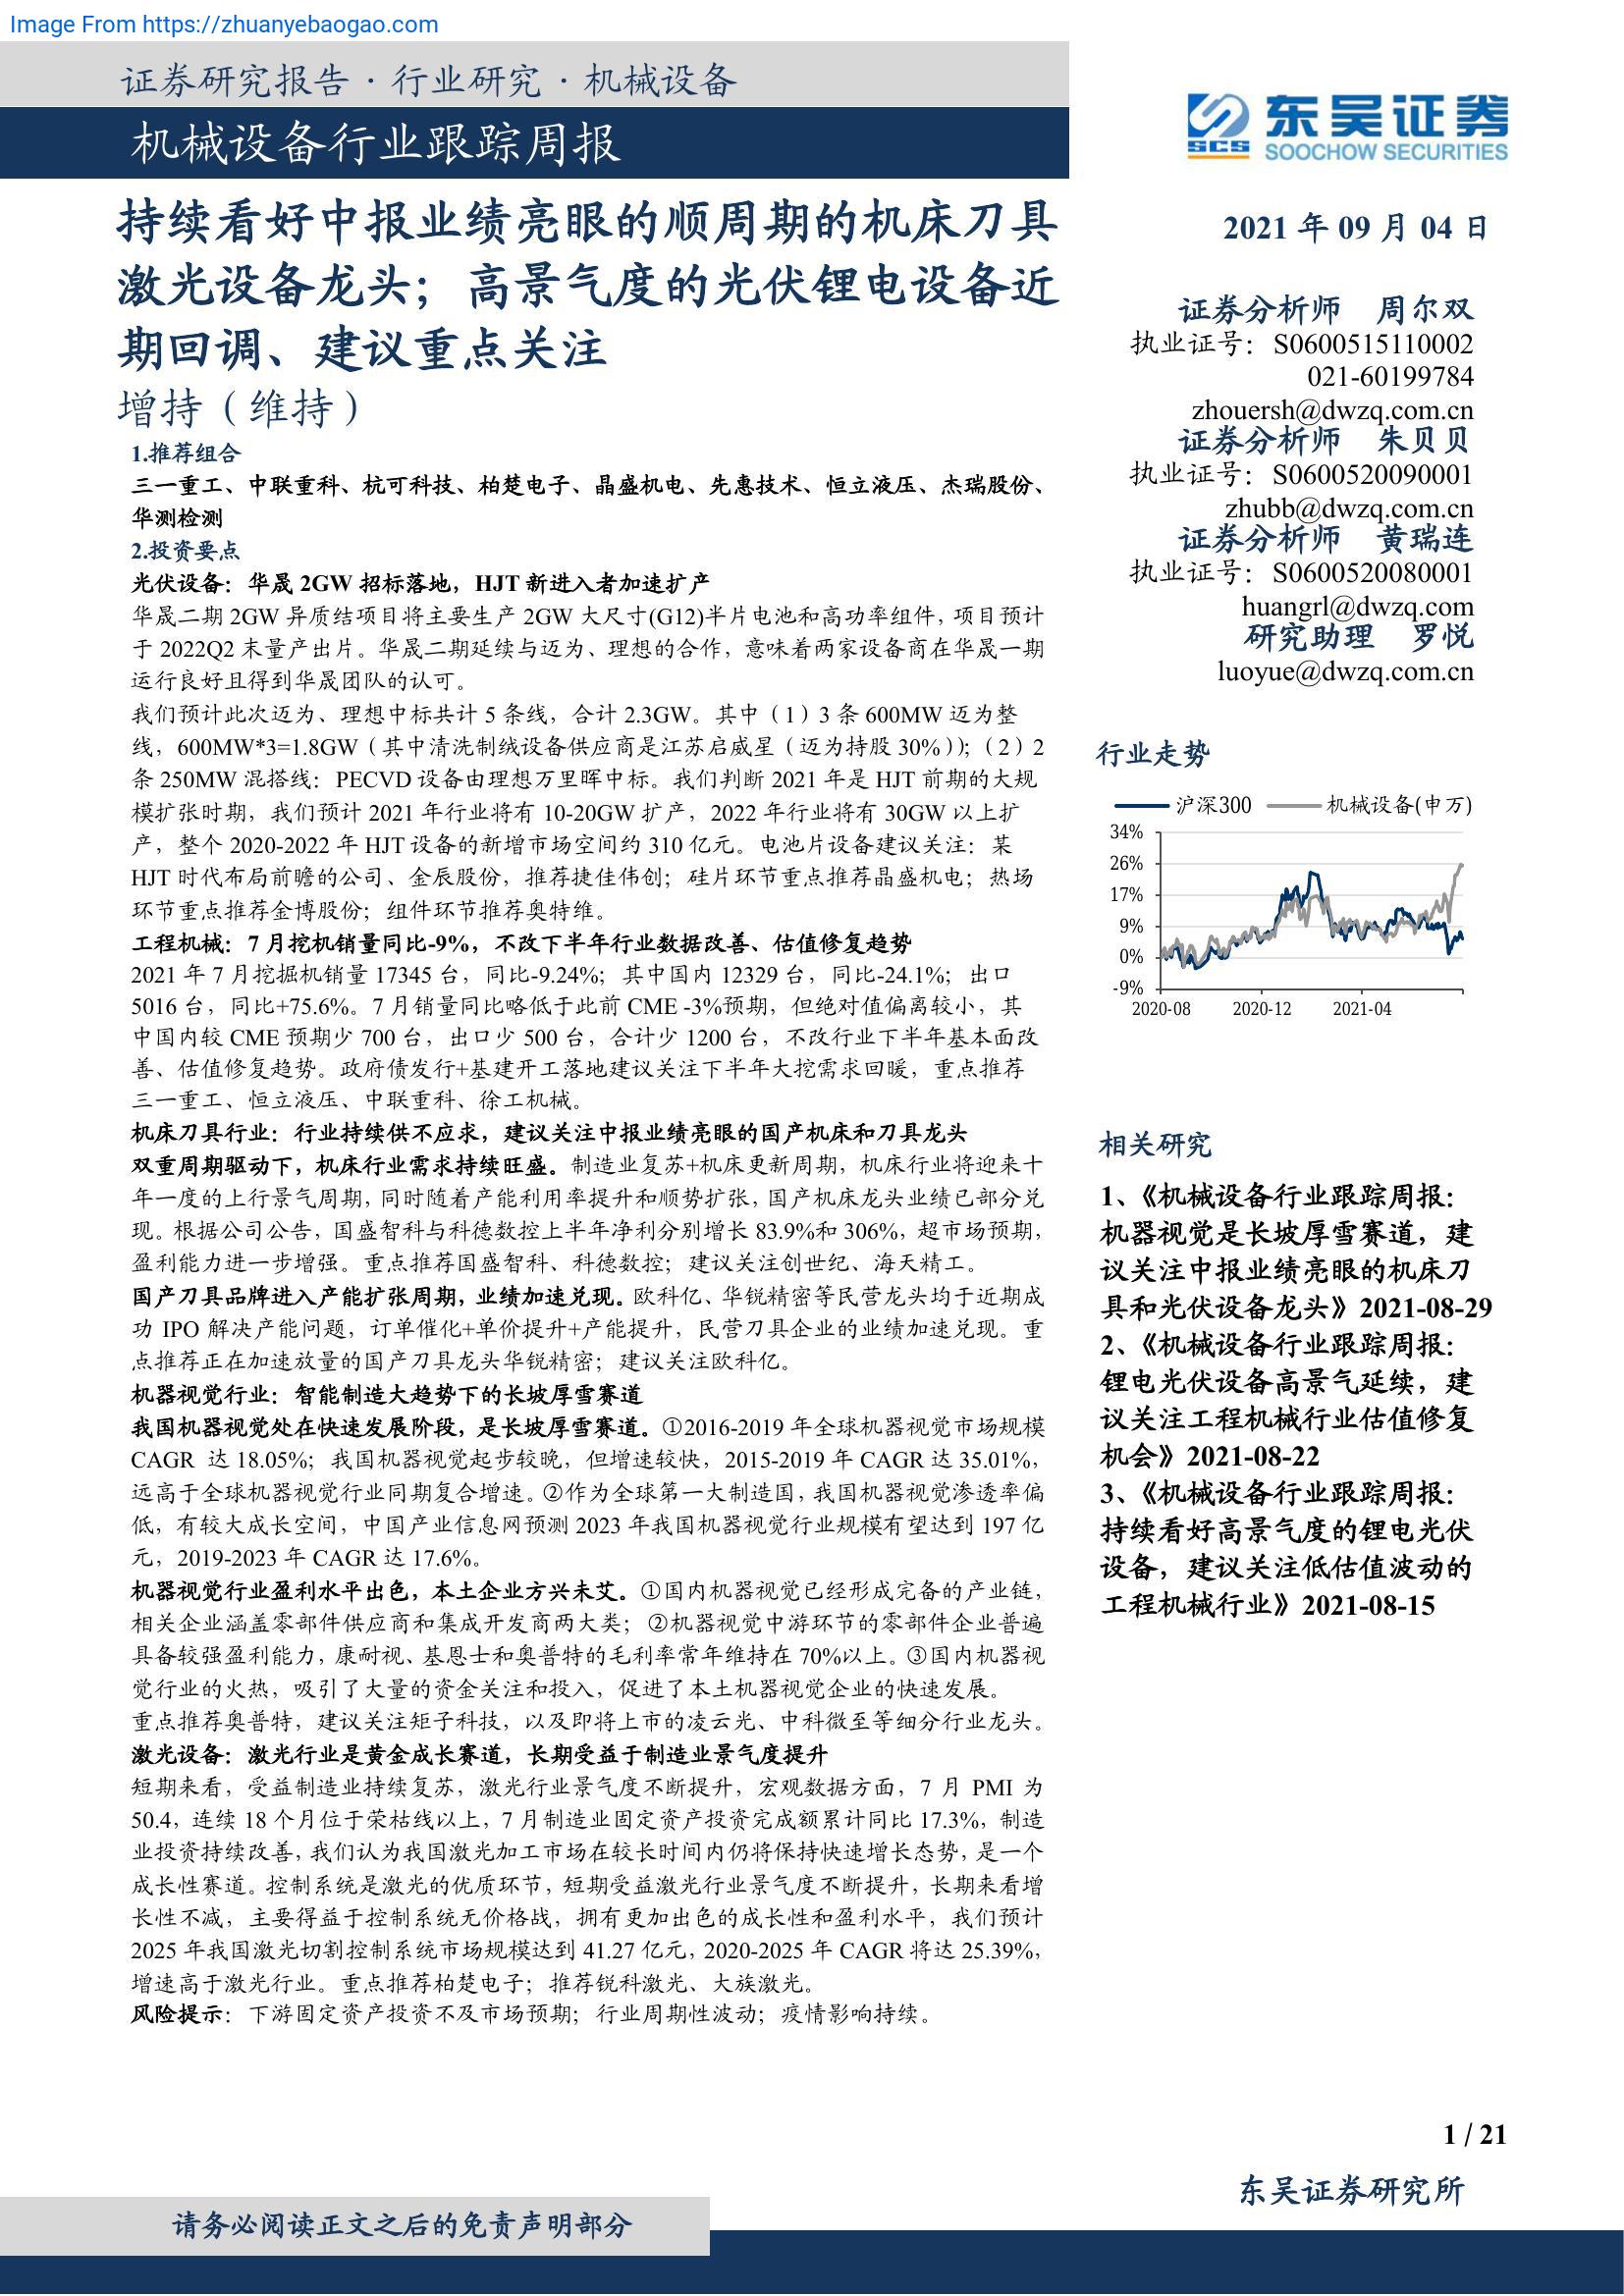 Image From https://zhuanyebaogao.com
证券研究报告·行业研究·机械设备
机械设备行业跟踪周报
东吴证券
SCS
SOOCHOW SECURITIES
持续看好中报业绩亮眼的顺周期的机床刀具
激光设备龙头；高景气度的光伏锂电设备近
期回调、建议重点关注
增持（维持）
1.推荐组合
三一重工、中联重科、杭可科技、柏楚电子、晶盛机电、先惠技术、恒立液压、杰瑞股份、
华测检测
2.投资要点
光伏设备：华晟 2GW 招标落地，HJT 新进入者加速扩产
华晟二期 2GW 异质结项目将主要生产 2GW 大尺寸(G12)半片电池和高功率组件，项目预计
于 2022Q2 末量产出片。华晟二期延续与迈为、理想的合作，意味着两家设备商在华晟一期
运行良好且得到华晟团队的认可。
我们预计此次迈为、理想中标共计 5 条线，合计 2.3GW。其中（1）3 条 600MW 迈为整
线，600MW*3=1.8GW（其中清洗制绒设备供应商是江苏启威星（迈为持股 30%））；（2）2
条 250MW 混搭线：PECVD 设备由理想万里晖中标。我们判断 2021 年是 HJT 前期的大规
模扩张时期，我们预计 2021 年行业将有 10-20GW 扩产，2022 年行业将有 30GW 以上扩
产，整个 2020-2022 年 HJT 设备的新增市场空间约 310 亿元。电池片设备建议关注：某
HJT 时代布局前瞻的公司、金辰股份，推荐捷佳伟创；硅片环节重点推荐晶盛机电；热场
环节重点推荐金博股份；组件环节推荐奥特维。
工程机械：7 月挖机销量同比-9%，不改下半年行业数据改善、估值修复趋势
2021 年 7 月挖掘机销量 17345 台，同比-9.24%；其中国内 12329 台，同比-24.1%；出口
5016 台，同比+75.6%。7 月销量同比略低于此前 CME -3%预期，但绝对值偏离较小，其
中国内较 CME 预期少 700 台，出口少 500 台，合计少 1200 台，不改行业下半年基本面改
善、估值修复趋势。政府债发行+基建开工落地建议关注下半年大挖需求回暖，重点推荐
三一重工、恒立液压、中联重科、徐工机械。
机床刀具行业：行业持续供不应求，建议关注中报业绩亮眼的国产机床和刀具龙头
双重周期驱动下，机床行业需求持续旺盛。制造业复苏+机床更新周期，机床行业将迎来十
年一度的上行景气周期，同时随着产能利用率提升和顺势扩张，国产机床龙头业绩已部分兑
现。根据公司公告，国盛智科与科德数控上半年净利分别增长 83.9%和 306%，超市场预期，
盈利能力进一步增强。重点推荐国盛智科、科德数控；建议关注创世纪、海天精工。
国产刀具品牌进入产能扩张周期，业绩加速兑现。欧科亿、华锐精密等民营龙头均于近期成
功 IPO 解决产能问题，订单催化+单价提升+产能提升，民营刀具企业的业绩加速兑现。重
点推荐正在加速放量的国产刀具龙头华锐精密；建议关注欧科亿。
机器视觉行业：智能制造大趋势下的长坡厚雪赛道
我国机器视觉处在快速发展阶段，是长坡厚雪赛道。①2016-2019 年全球机器视觉市场规模
CAGR 达 18.05%；我国机器视觉起步较晚，但增速较快，2015-2019 年 CAGR 达 35.01%，
远高于全球机器视觉行业同期复合增速。②作为全球第一大制造国，我国机器视觉渗透率偏
低，有较大成长空间，中国产业信息网预测 2023 年我国机器视觉行业规模有望达到 197 亿
元，2019-2023 年 CAGR 达 17.6%。
机器视觉行业盈利水平出色，本土企业方兴未艾。①国内机器视觉已经形成完备的产业链，
相关企业涵盖零部件供应商和集成开发商两大类；②机器视觉中游环节的零部件企业普遍
具备较强盈利能力，康耐视、基恩士和奥普特的毛利率常年维持在 70%以上。③国内机器视
觉行业的火热，吸引了大量的资金关注和投入，促进了本土机器视觉企业的快速发展。
重点推荐奥普特，建议关注矩子科技，以及即将上市的凌云光、中科微至等细分行业龙头。
激光设备：激光行业是黄金成长赛道，长期受益于制造业景气度提升
短期来看，受益制造业持续复苏，激光行业景气度不断提升，宏观数据方面，7 月 PMI 为
50.4，连续 18 个月位于荣枯线以上，7 月制造业固定资产投资完成额累计同比 17.3%，制造
业投资持续改善，我们认为我国激光加工市场在较长时间内仍将保持快速增长态势，是一个
成长性赛道。控制系统是激光的优质环节，短期受益激光行业景气度不断提升，长期来看增
长性不减，主要得益于控制系统无价格战，拥有更加出色的成长性和盈利水平，我们预计
2025 年我国激光切割控制系统市场规模达到 41.27 亿元，2020-2025 年 CAGR 将达 25.39%，
增速高于激光行业。重点推荐柏楚电子；推荐锐科激光、大族激光。
风险提示：下游固定资产投资不及市场预期；行业周期性波动；疫情影响持续。
2021 年 09 月 04 日
证券分析师 周尔双
执业证号：S0600515110002
021-60199784
zhouersh@dwzq.com.cn
证券分析师 朱贝贝
执业证号：S0600520090001
zhubb@dwzq.com.cn
证券分析师 黄瑞连
执业证号：S0600520080001
huangrl@dwzq.com
研究助理 罗悦
luoyue@dwzq.com.cn
行业走势
沪深300 机械设备(申万)
34%
26%
17%
9%
0%
-9%
2020-08 2020-12 2021-04
相关研究
1、《机械设备行业跟踪周报：
机器视觉是长坡厚雪赛道，建
议关注中报业绩亮眼的机床刀
具和光伏设备龙头》2021-08-29
2、《机械设备行业跟踪周报：
锂电光伏设备高景气延续，建
议关注工程机械行业估值修复
机会》2021-08-22
3、《机械设备行业跟踪周报：
持续看好高景气度的锂电光伏
设备，建议关注低估值波动的
工程机械行业》2021-08-15
1 / 21
东吴证券研究所
请务必阅读正文之后的免责声明部分